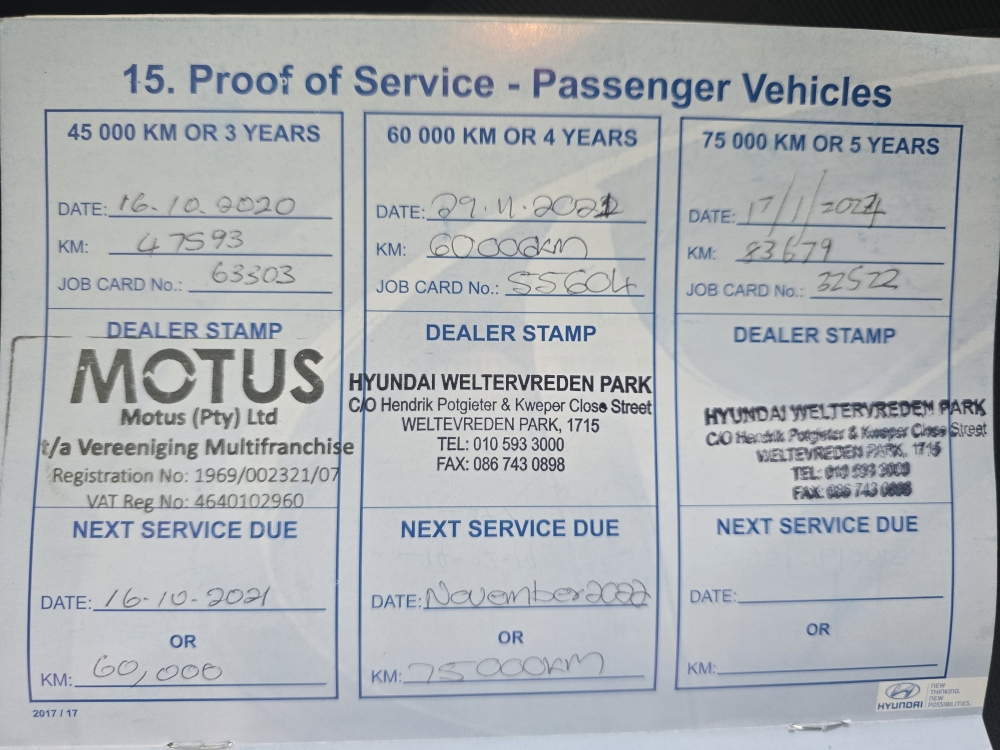 15. Proof of Service - Passenger Vehicles
45 000 KM OR 3 YEARS
DATE: 16.10.2020
KM: 47593
JOB CARD No.: 63303
DEALER STAMP
MOTUS
Motus (Pty) Ltd
t/a Vereeniging Multifranchise
Registration No: 1969/002321/07
VAT Reg No: 4640102960
NEXT SERVICE DUE
DATE: 16-10-2021
OR
KM: 60,000
60 000 KM OR 4 YEARS
DATE: 29.11.2021
KM: 60000km
JOB CARD No.: 55604
DEALER STAMP
HYUNDAI WELTERVREDEN PARK
C/O Hendrik Potgieter & Kweper Close Street
WELTEVREDEN PARK, 1715
TEL: 010 593 3000
FAX: 086 743 0898
NEXT SERVICE DUE
DATE: November 2022
OR
KM: 75000km
75 000 KM OR 5 YEARS
DATE: 17/1/2024
KM: 83679
JOB CARD No.: 32522
DEALER STAMP
HYUNDAI WELTERVREDEN PARK
C/O Hendrik Potgieter & Kweper Close Street
WELTEVREDEN PARK, 1715
TEL: 010 593 3000
FAX: 086 743 0898
NEXT SERVICE DUE
DATE:
OR
KM:
2017 / 17
HYUNDAI
NEW
THINKING.
NEW
POSSIBILITIES.